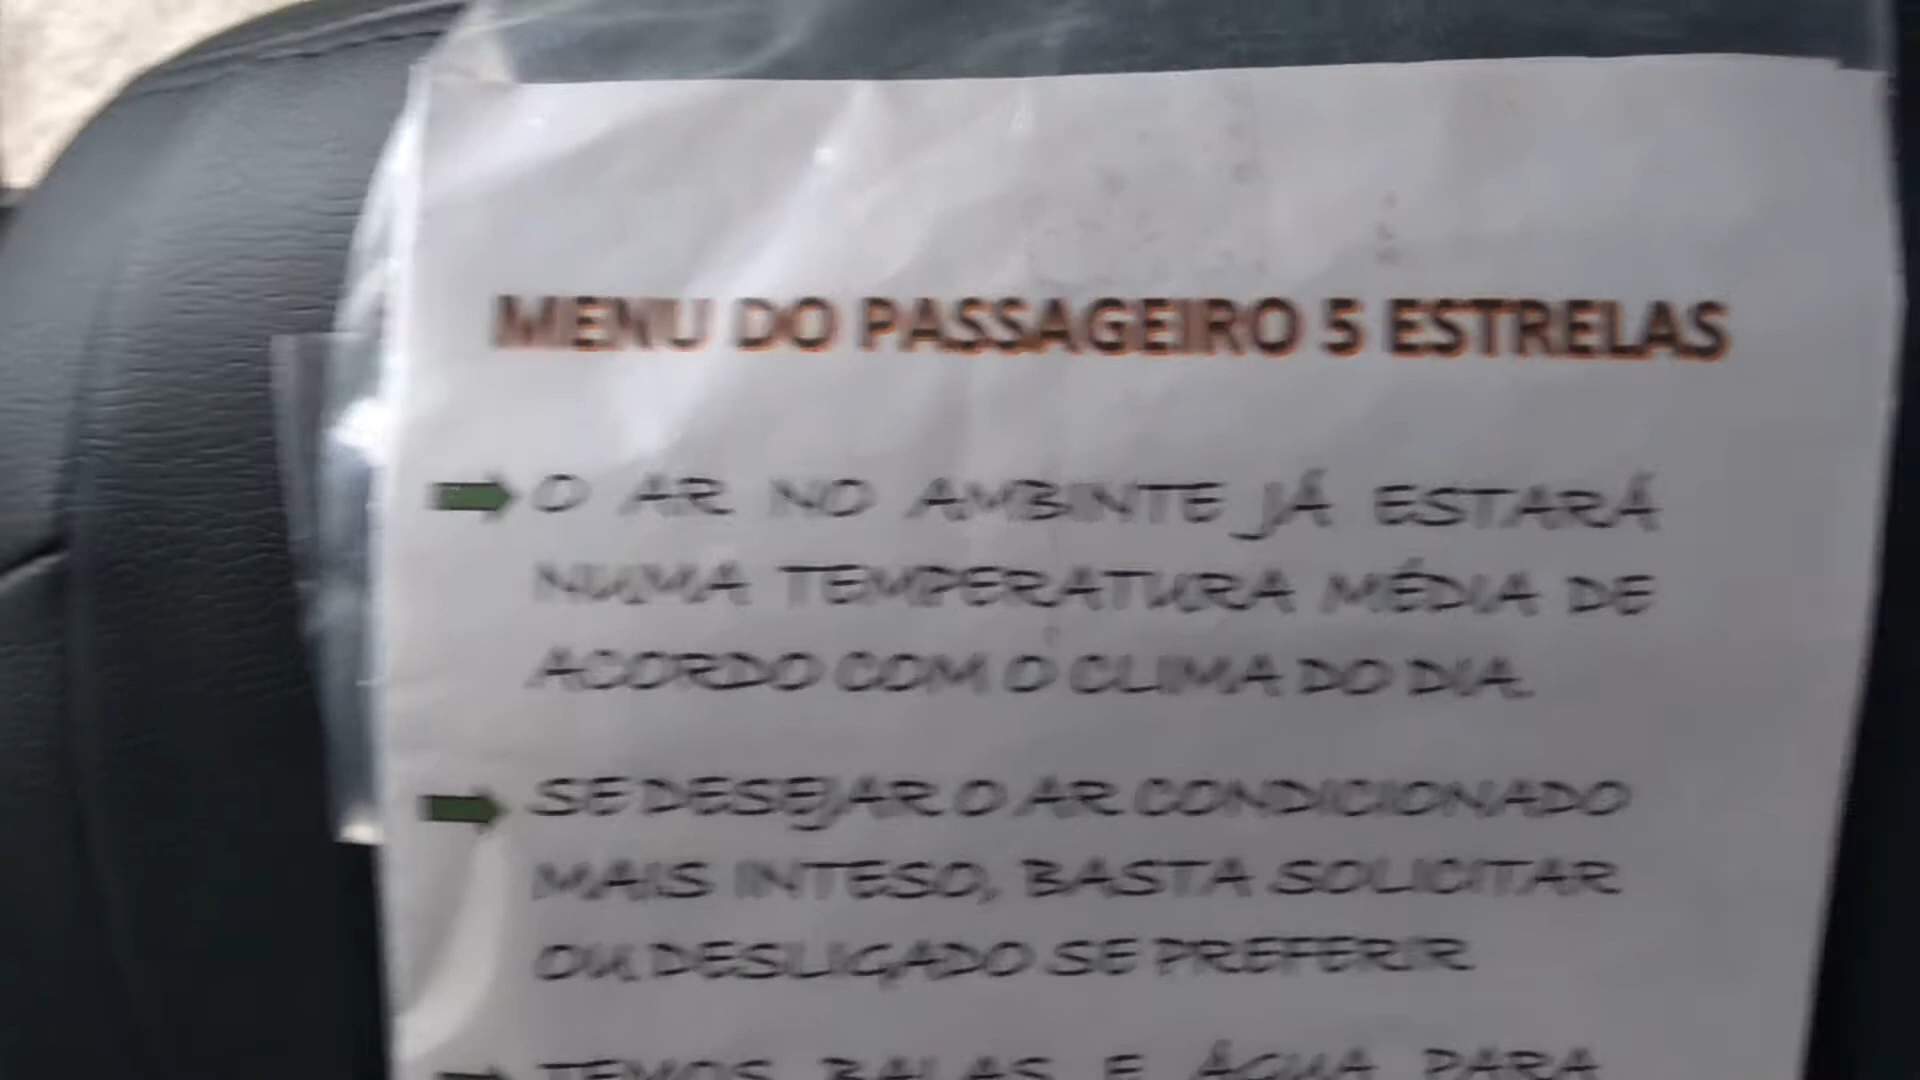 MENU DO PASSAGEIRO 5 ESTRELAS
O AR NO AMBINTE JÁ ESTARÁ
NUMA TEMPERATURA MÉDIA DE
ACORDO COM O CLIMA DO DIA.
SE DESEJAR O AR CONDICIONADO
MAIS INTESO, BASTA SOLICITAR
OU DESLIGADO SE PREFERIR
TEMOS BALAS E ÁGUA PARA